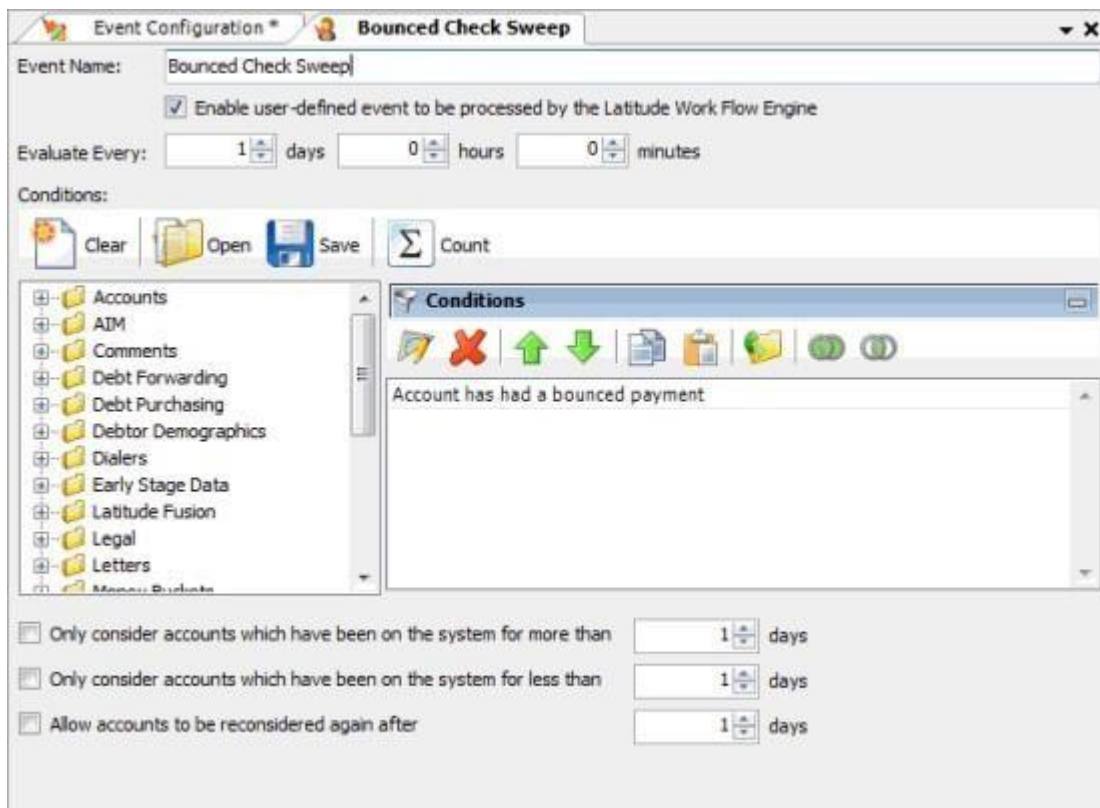 Event Configuration * Bounced Check Sweep
Event Name: Bounced Check Sweep
Enable user-defined event to be processed by the Latitude Work Flow Engine
Evaluate Every: 1 days 0 hours 0 minutes
Conditions:
Clear Open Save Σ Count
Accounts
AIM
Comments
Debt Forwarding
Debt Purchasing
Debtor Demographics
Dialers
Early Stage Data
Latitude Fusion
Legal
Letters
Money Buckets
Conditions
Account has had a bounced payment
Only consider accounts which have been on the system for more than 1 days
Only consider accounts which have been on the system for less than 1 days
Allow accounts to be reconsidered again after 1 days